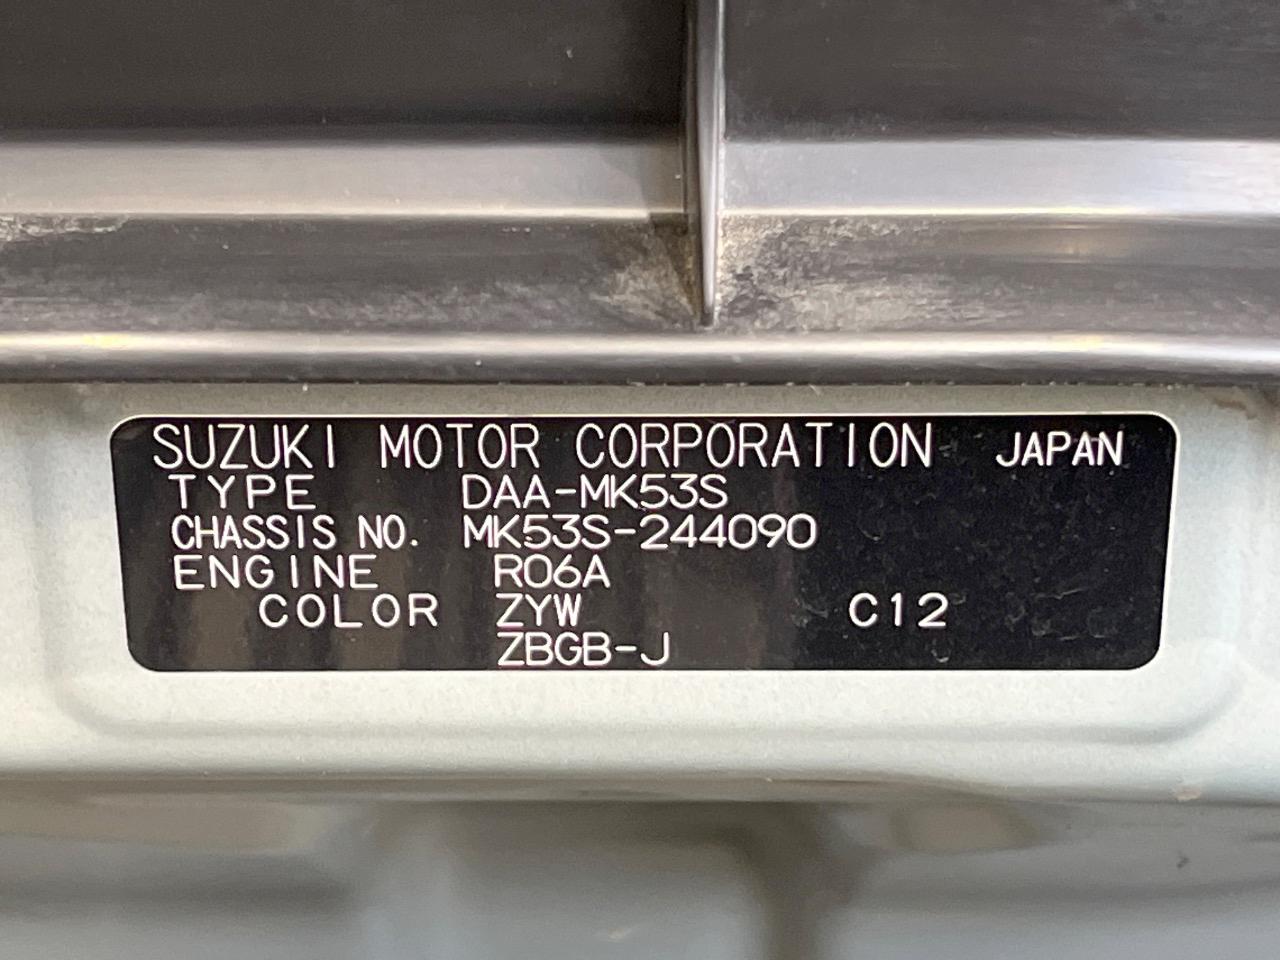 SUZUKI MOTOR CORPORATION JAPAN
TYPE DAA-MK53S
CHASSIS NO. MK53S-244090
ENGINE R06A
COLOR ZYW C12
ZBGB-J